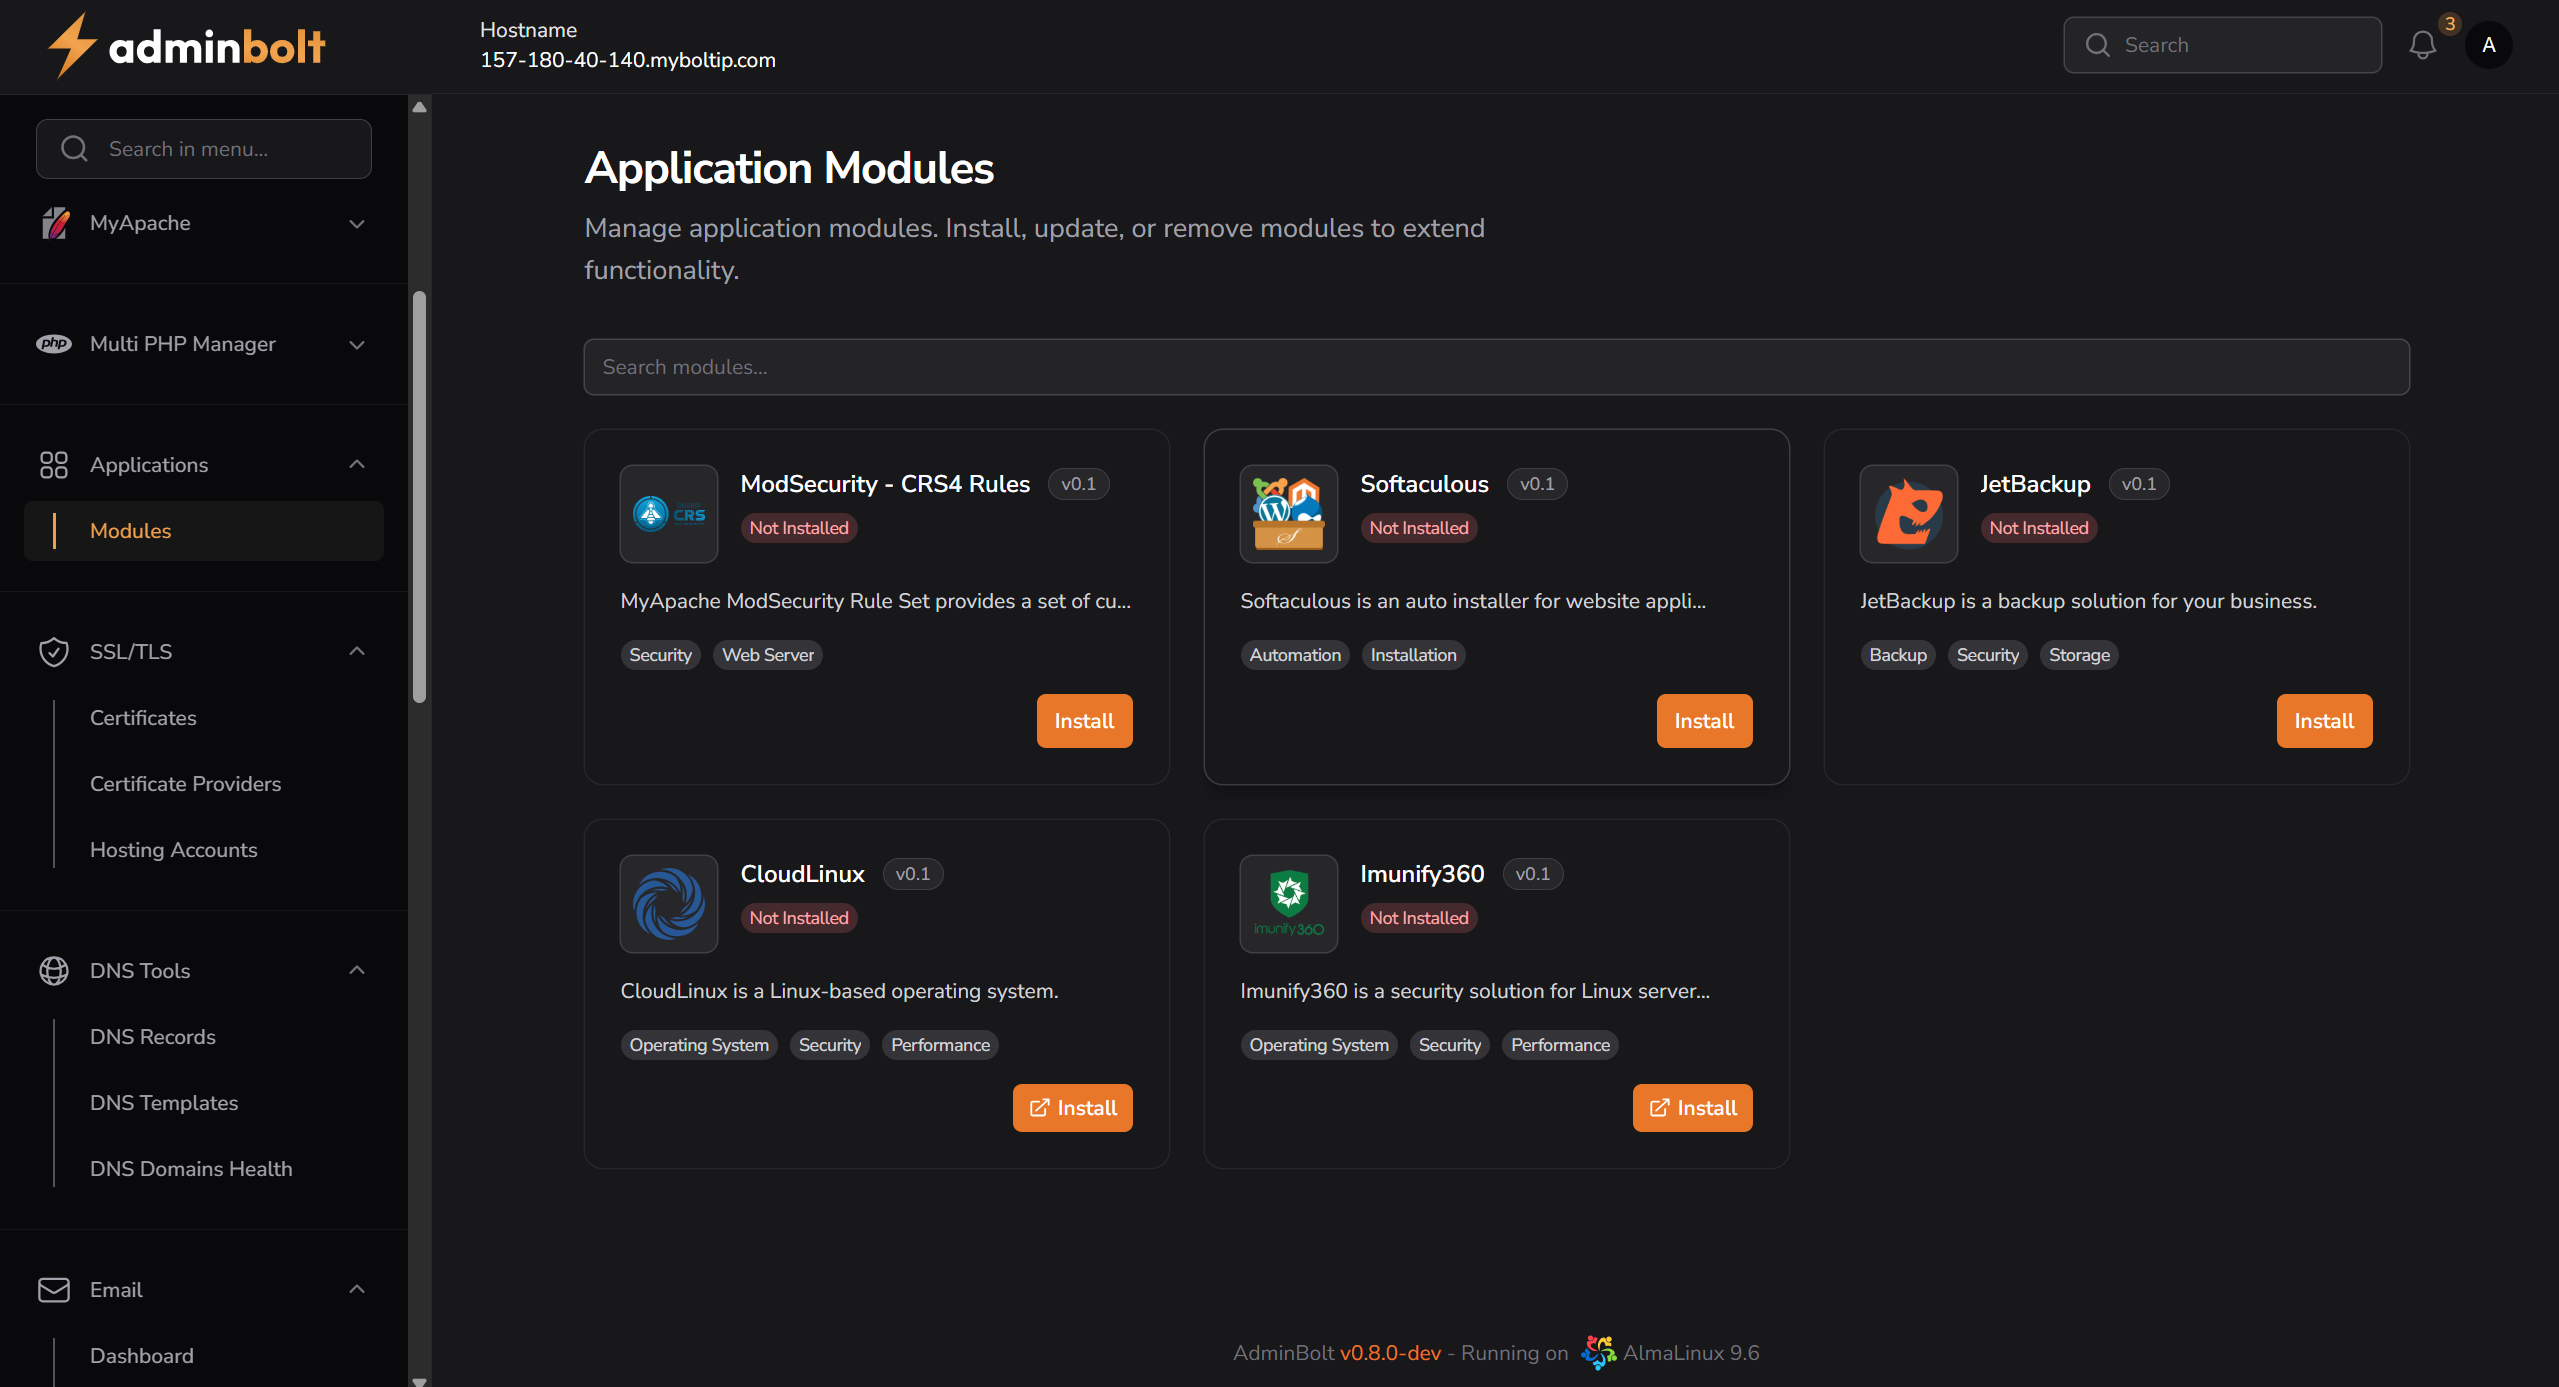 adminbolt
Hostname
157-180-40-140.myboltip.com
Search
3
A
Search in menu...
MyApache
php
Multi PHP Manager
Applications
Modules
SSL/TLS
Certificates
Certificate Providers
Hosting Accounts
DNS Tools
DNS Records
DNS Templates
DNS Domains Health
Email
Dashboard
Application Modules
Manage application modules. Install, update, or remove modules to extend
functionality.
Search modules...
CRS
ModSecurity - CRS4 Rules v0.1
Not Installed
MyApache ModSecurity Rule Set provides a set of cu...
Security Web Server
Install
Softaculous v0.1
Not Installed
Softaculous is an auto installer for website appli...
Automation Installation
Install
JetBackup v0.1
Not Installed
JetBackup is a backup solution for your business.
Backup Security Storage
Install
CloudLinux v0.1
Not Installed
CloudLinux is a Linux-based operating system.
Operating System Security Performance
Install
imunify360
Imunify360 v0.1
Not Installed
Imunify360 is a security solution for Linux server...
Operating System Security Performance
Install
AdminBolt v0.8.0-dev - Running on AlmaLinux 9.6